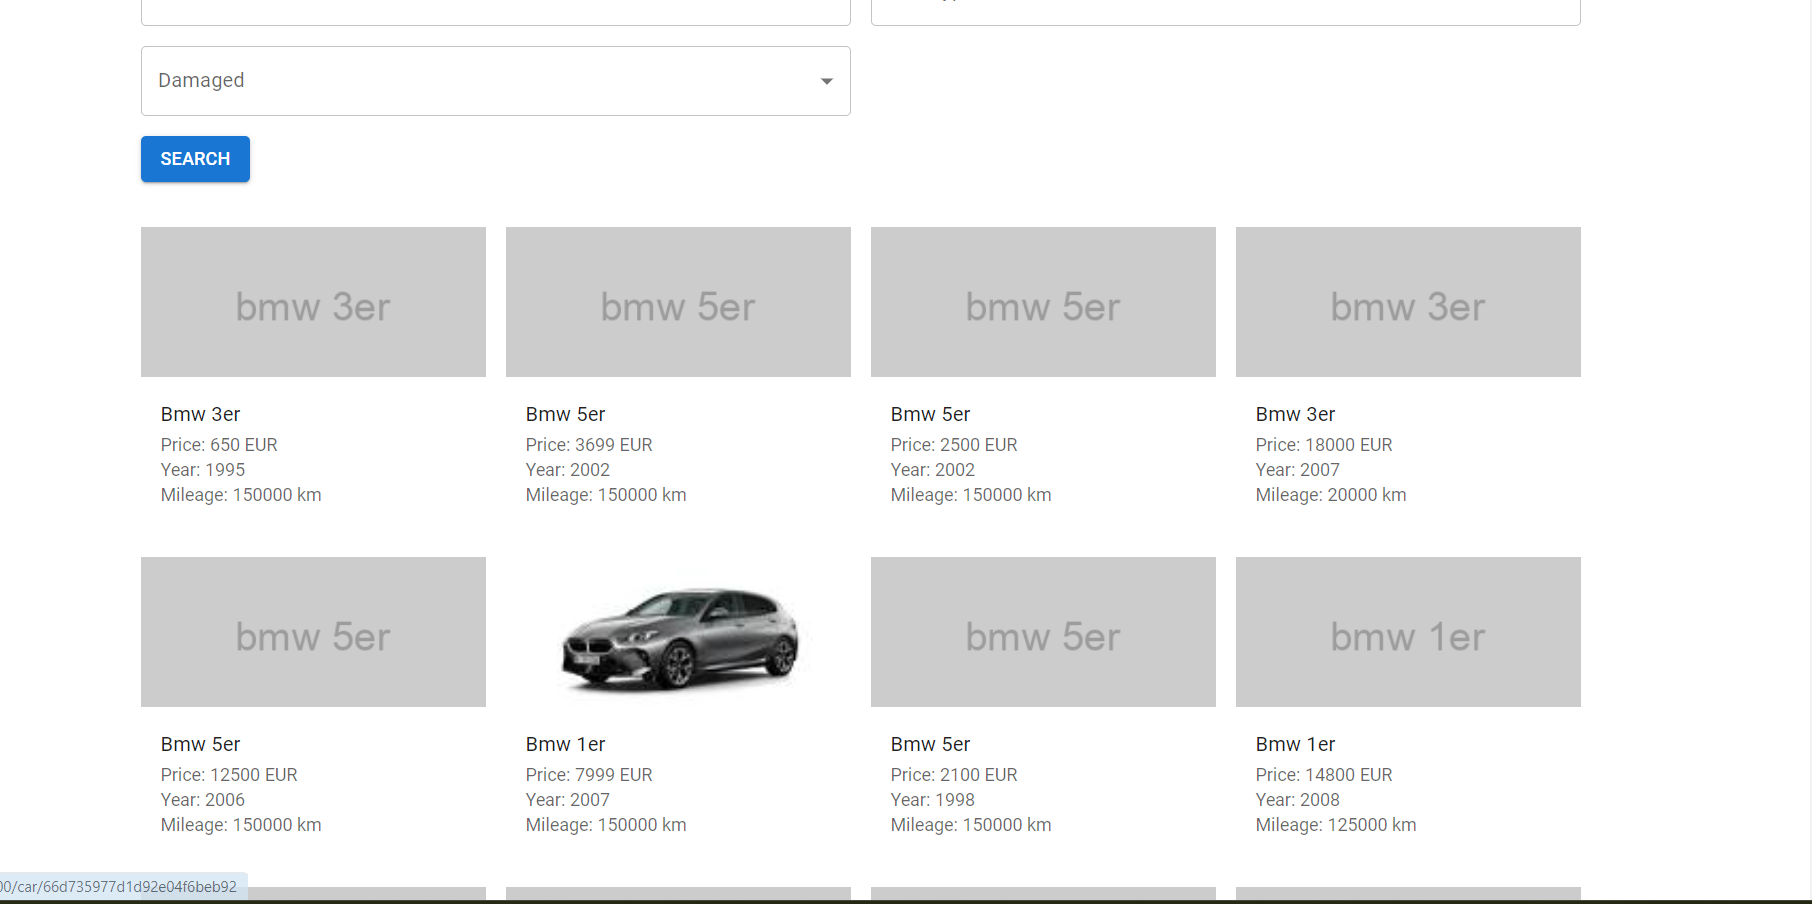 Damaged
SEARCH
bmw 3er
bmw 5er
bmw 5er
bmw 3er
Bmw 3er
Price: 650 EUR
Year: 1995
Mileage: 150000 km
Bmw 5er
Price: 3699 EUR
Year: 2002
Mileage: 150000 km
Bmw 5er
Price: 2500 EUR
Year: 2002
Mileage: 150000 km
Bmw 3er
Price: 18000 EUR
Year: 2007
Mileage: 20000 km
bmw 5er
bmw 5er
bmw 1er
Bmw 5er
Price: 12500 EUR
Year: 2006
Mileage: 150000 km
Bmw 1er
Price: 7999 EUR
Year: 2007
Mileage: 150000 km
Bmw 5er
Price: 2100 EUR
Year: 1998
Mileage: 150000 km
Bmw 1er
Price: 14800 EUR
Year: 2008
Mileage: 125000 km
00/car/66d735977d1d92e04f6beb92